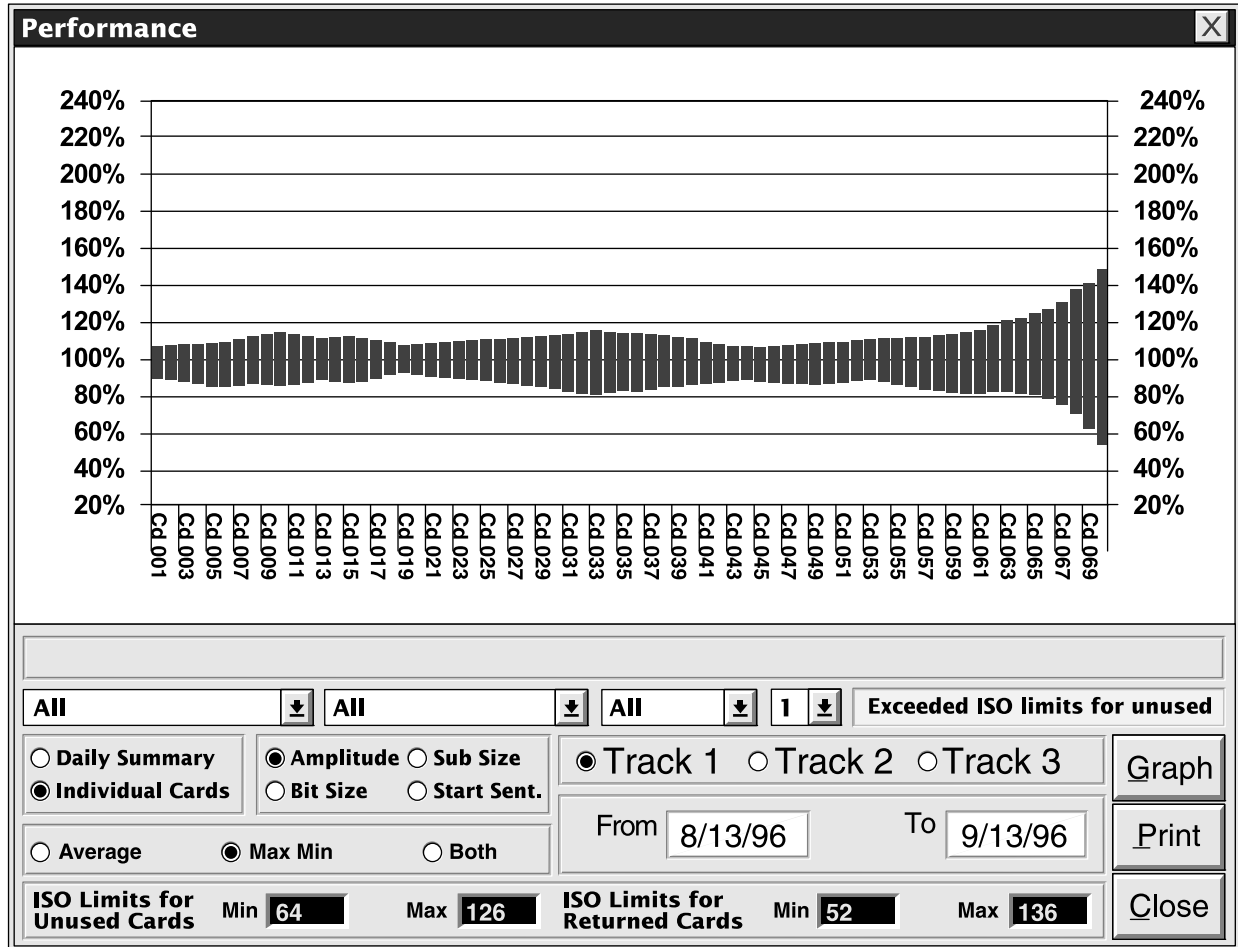 Performance
X
240% 240%
220% 220%
200% 200%
180% 180%
160% 160%
140% 140%
120% 120%
100% 100%
80% 80%
60% 60%
40% 40%
20% 20%
Cd 001 Cd 003 Cd 005 Cd 007 Cd 009 Cd 011 Cd 013 Cd 015 Cd 017 Cd 019 Cd 021 Cd 023 Cd 025 Cd 027 Cd 029 Cd 031 Cd 033 Cd 035 Cd 037 Cd 039 Cd 041 Cd 043 Cd 045 Cd 047 Cd 049 Cd 051 Cd 053 Cd 055 Cd 057 Cd 059 Cd 061 Cd 063 Cd 065 Cd 067 Cd 069
All All All 1 Exceeded ISO limits for unused
Daily Summary Amplitude Sub Size Track 1 Track 2 Track 3 Graph
Individual Cards Bit Size Start Sent.
From 8/13/96 To 9/13/96 Print
Average Max Min Both
ISO Limits for Unused Cards Min 64 Max 126 ISO Limits for Returned Cards Min 52 Max 136 Close